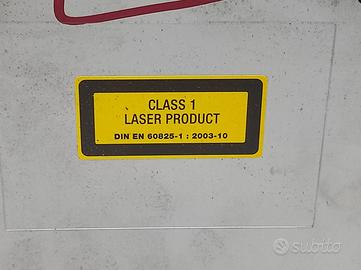 CLASS 1
LASER PRODUCT
DIN EN 60825-1 : 2003-10
subito